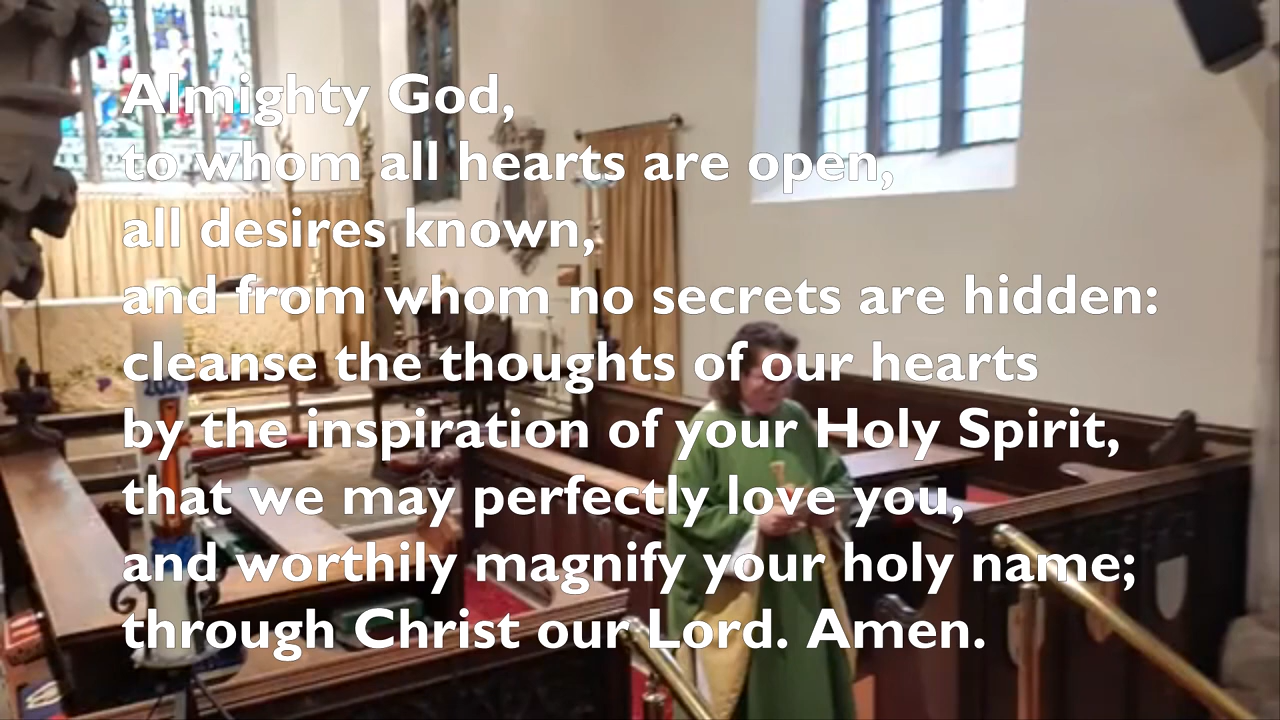 Almighty God,
to whom all hearts are open,
all desires known,
and from whom no secrets are hidden:
cleanse the thoughts of our hearts
by the inspiration of your Holy Spirit,
that we may perfectly love you,
and worthily magnify your holy name;
through Christ our Lord. Amen.